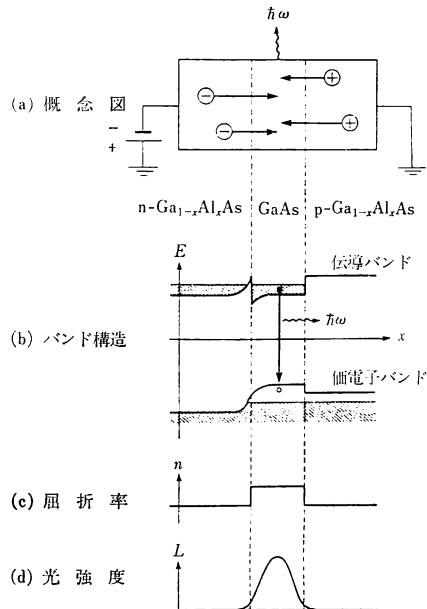 ħω
(a) 概念図
−
+
⊖ ⊕
⊖ ⊕
n-Ga₁₋ₓAlₓAs GaAs p-Ga₁₋ₓAlₓAs
E
伝導バンド
ħω
(b) バンド構造
x
価電子バンド
n
(c) 屈折率
L
(d) 光強度